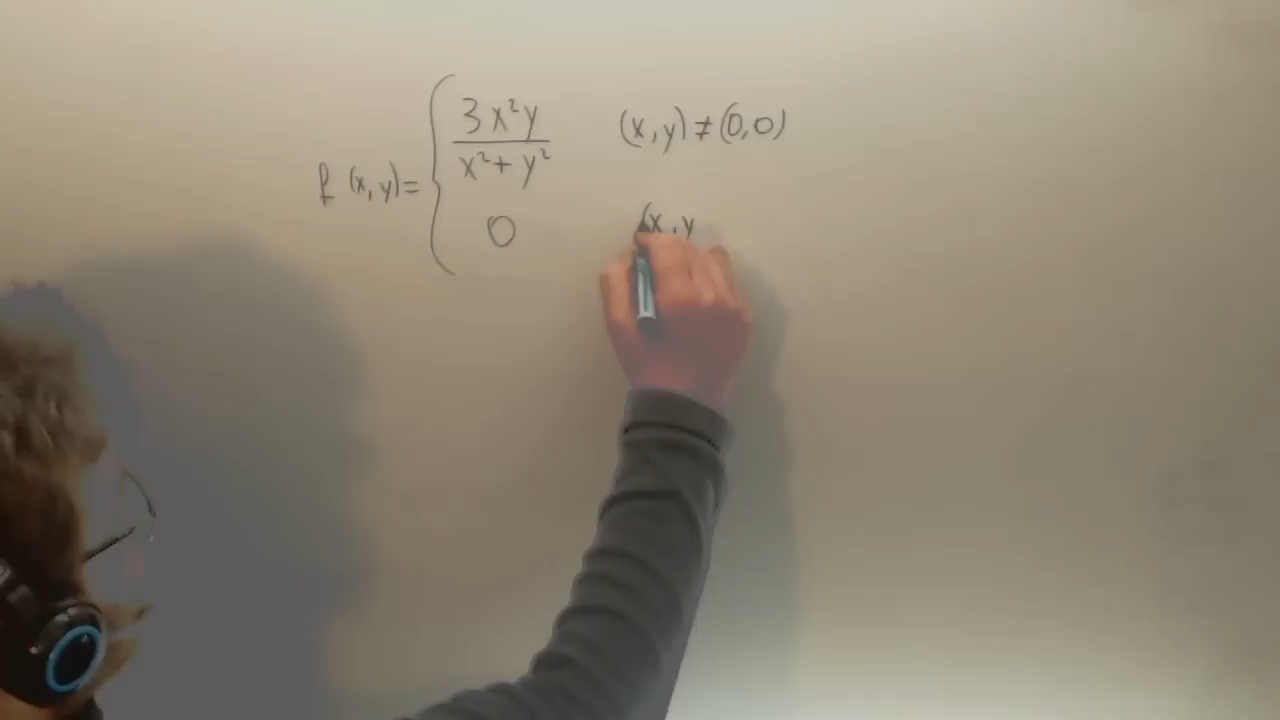 f(x,y)= { 3x²y / x²+y²   (x,y)≠(0,0)
0   (x,y